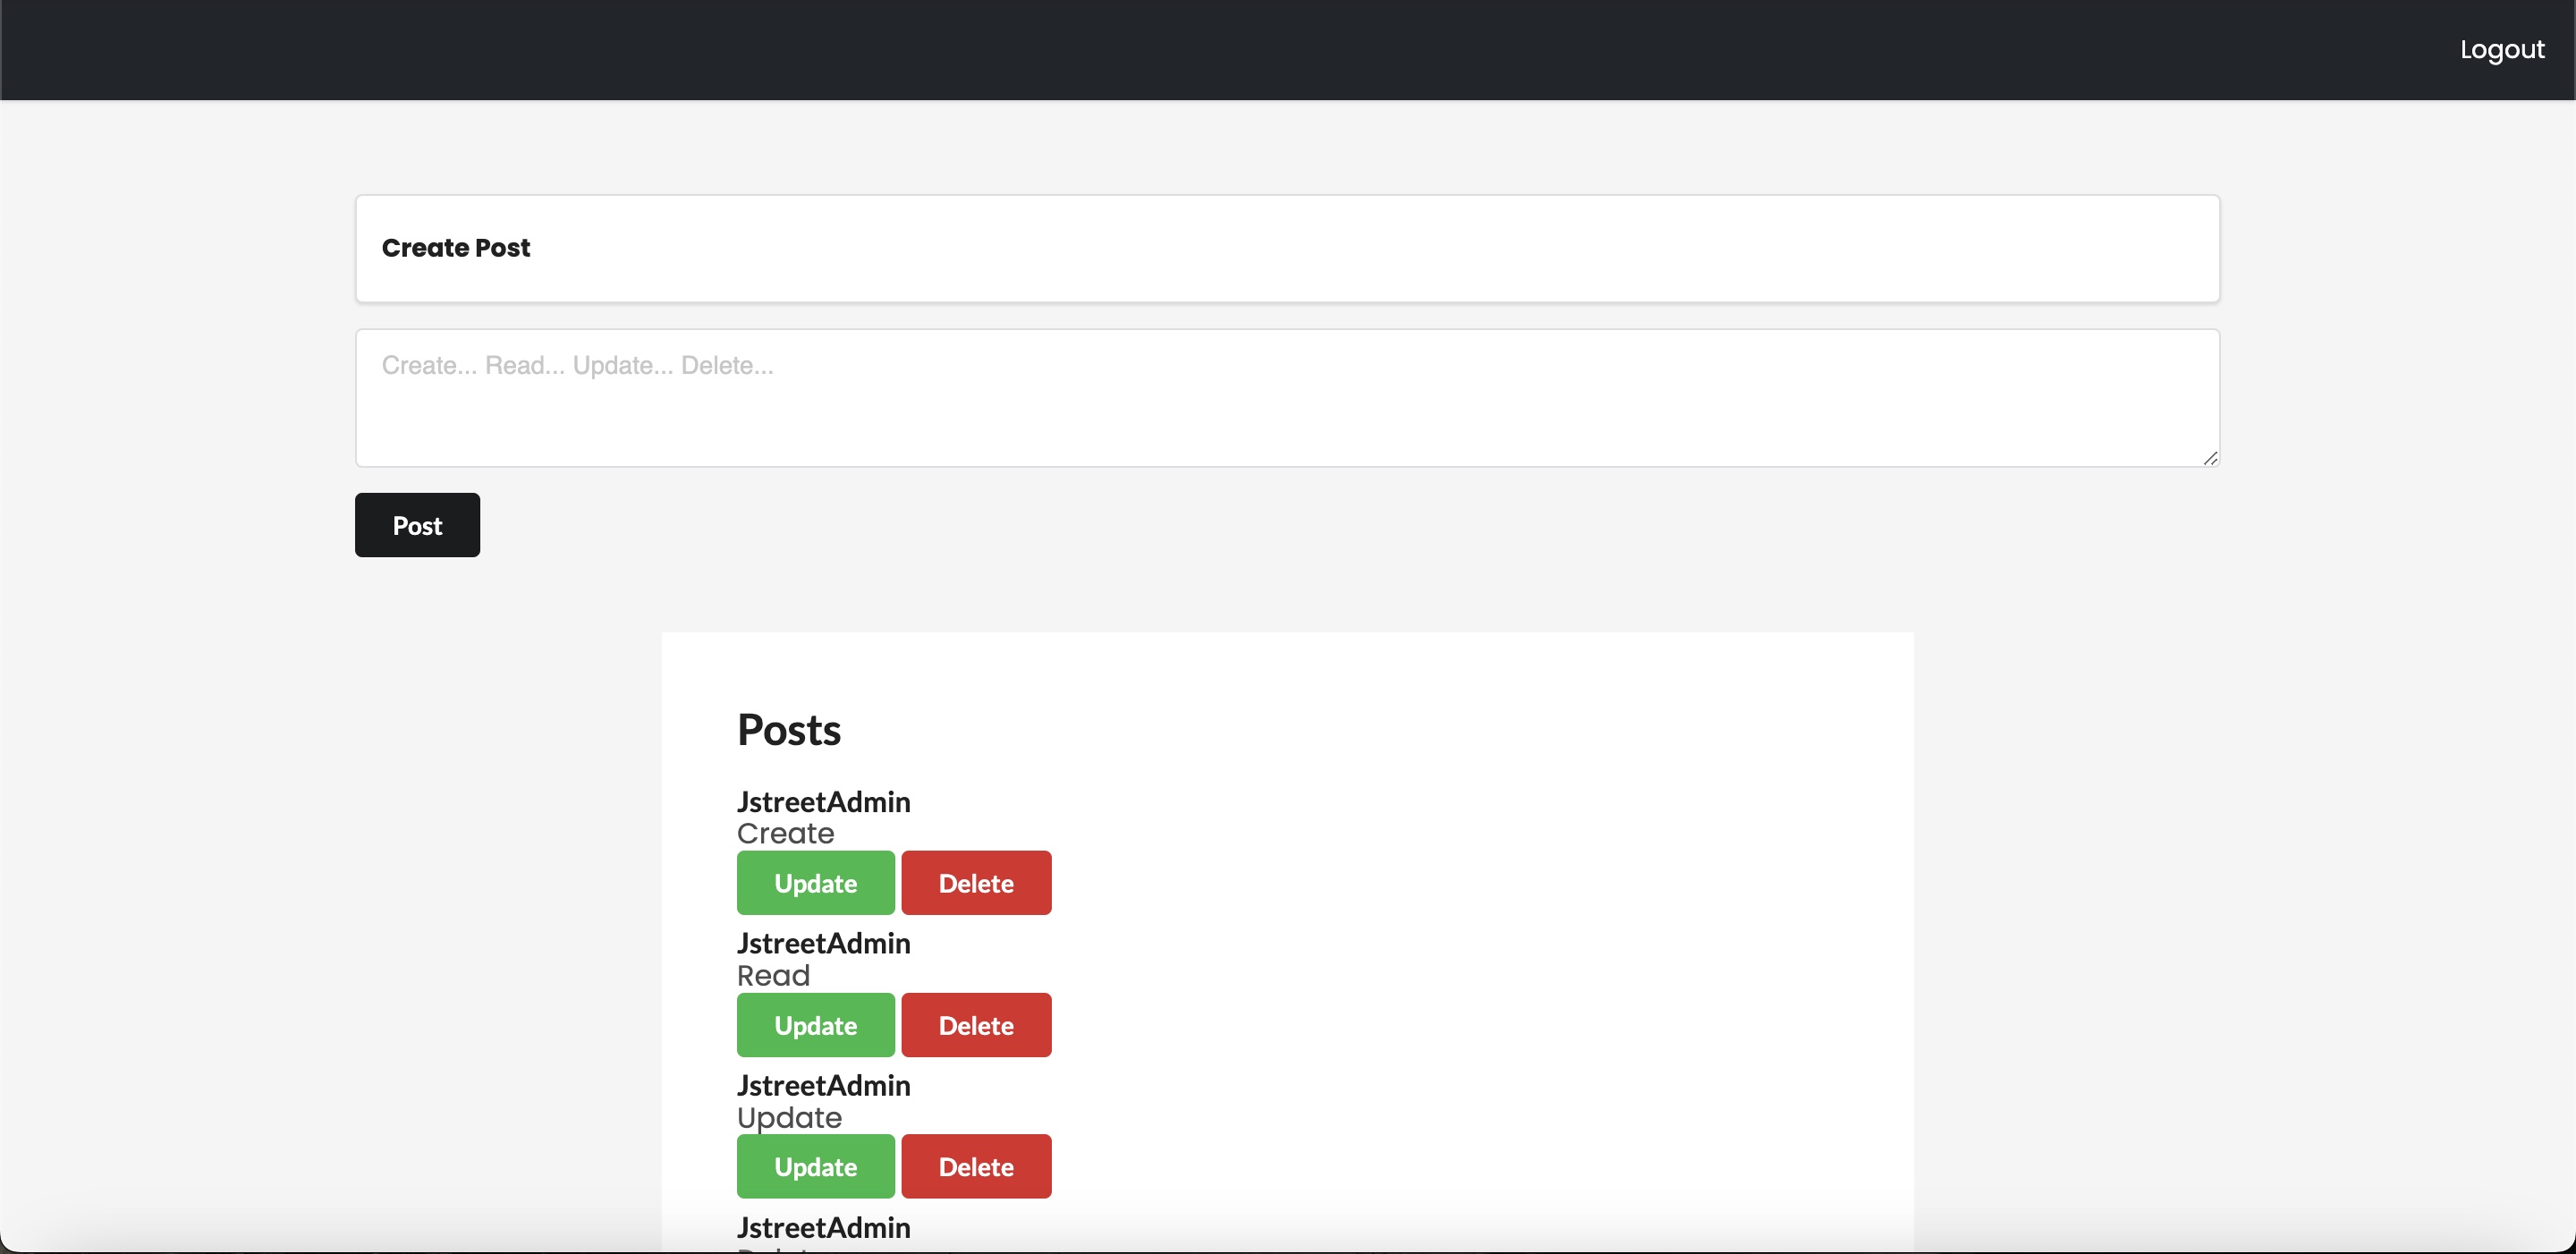 Logout
Create Post
Create... Read... Update... Delete...
Post
Posts
JstreetAdmin
Create
Update Delete
JstreetAdmin
Read
Update Delete
JstreetAdmin
Update
Update Delete
JstreetAdmin